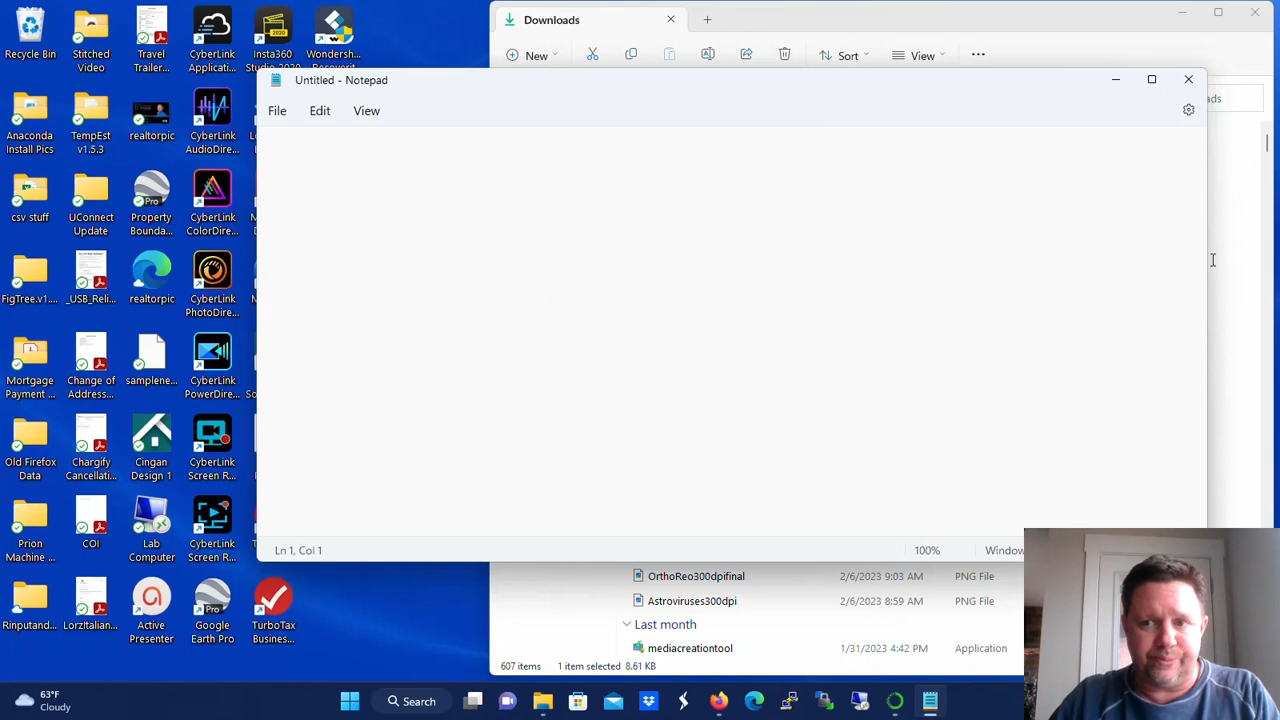 Recycle Bin
Stitched Video
Travel Trailer...
CyberLink Applicati...
Insta360 Studio 2020
Wondersh... Recoverit
Anaconda Install Pics
TempEst v1.5.3
realtorpic
CyberLink AudioDire...
csv stuff
UConnect Update
Property Bounda...
CyberLink ColorDire...
FigTree.v1....
_USB_Reli...
realtorpic
CyberLink PhotoDire...
Mortgage Payment ...
Change of Address...
samplene...
CyberLink PowerDire...
Old Firefox Data
Chargify Cancellati...
Cingan Design 1
CyberLink Screen R...
Prion Machine ...
COI
Lab Computer
CyberLink Screen R...
Rinputand...
LorzItalian...
Active Presenter
Google Earth Pro
TurboTax Business...
Downloads
New
Sort
View
Untitled - Notepad
File
Edit
View
Ln 1, Col 1
100%
Window
OrthoReo300dpifinal 2/6/2023 9:03 AM PNG File
Astroviruses300dpi 2/6/2023 8:59 AM PNG File
Last month
mediacreationtool 1/31/2023 4:42 PM Application
607 items 1 item selected 8.61 KB
63°F
Cloudy
Search